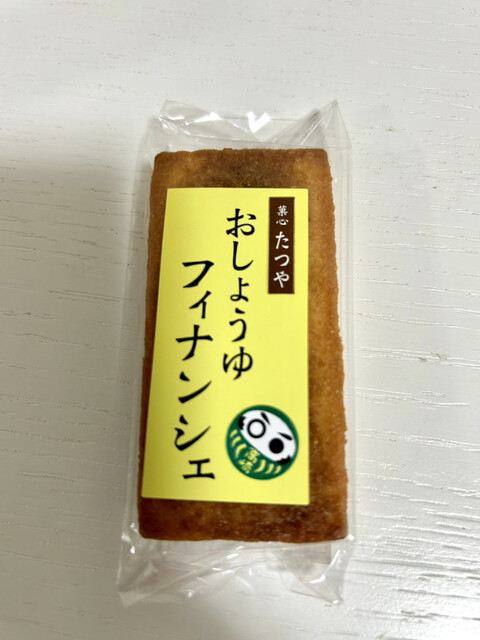 菓心 たつや
おしょうゆ
フィナンシェ